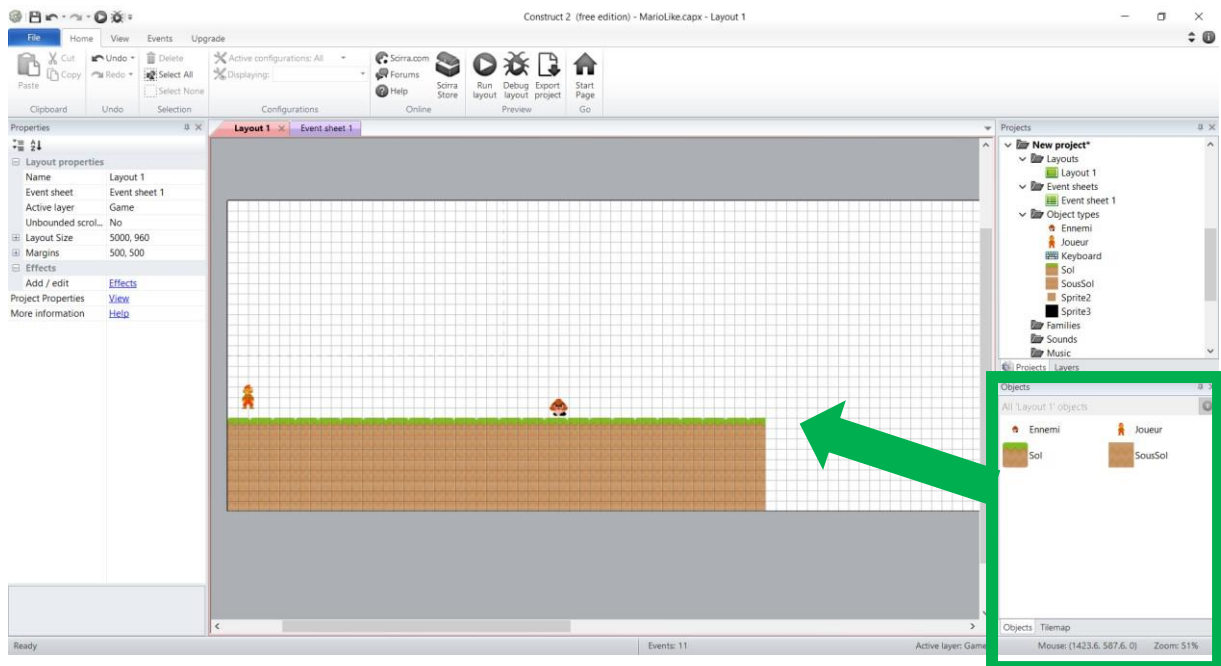 Construct 2 (free edition) - MarioLike.capx - Layout 1
File Home View Events Upgrade
Paste
Cut
Copy
Clipboard
Undo
Redo
Undo
Delete
Select All
Select None
Selection
Active configurations: All
Displaying:
Configurations
Scirra.com
Forums
Help
Scirra Store
Online
Run layout
Debug layout
Export project
Preview
Start Page
Go
Properties
Layout properties
Name Layout 1
Event sheet Event sheet 1
Active layer Game
Unbounded scrol... No
Layout Size 5000, 960
Margins 500, 500
Effects
Add / edit Effects
Project Properties View
More information Help
Layout 1
Event sheet 1
Projects
New project*
Layouts
Layout 1
Event sheets
Event sheet 1
Object types
Ennemi
Joueur
Keyboard
Sol
SousSol
Sprite2
Sprite3
Families
Sounds
Music
Projects Layers
Objects
All 'Layout 1' objects
Ennemi Joueur
Sol SousSol
Objects Tilemap
Ready
Events: 11
Active layer: Game
Mouse: (1423.6, 587.6, 0)
Zoom: 51%